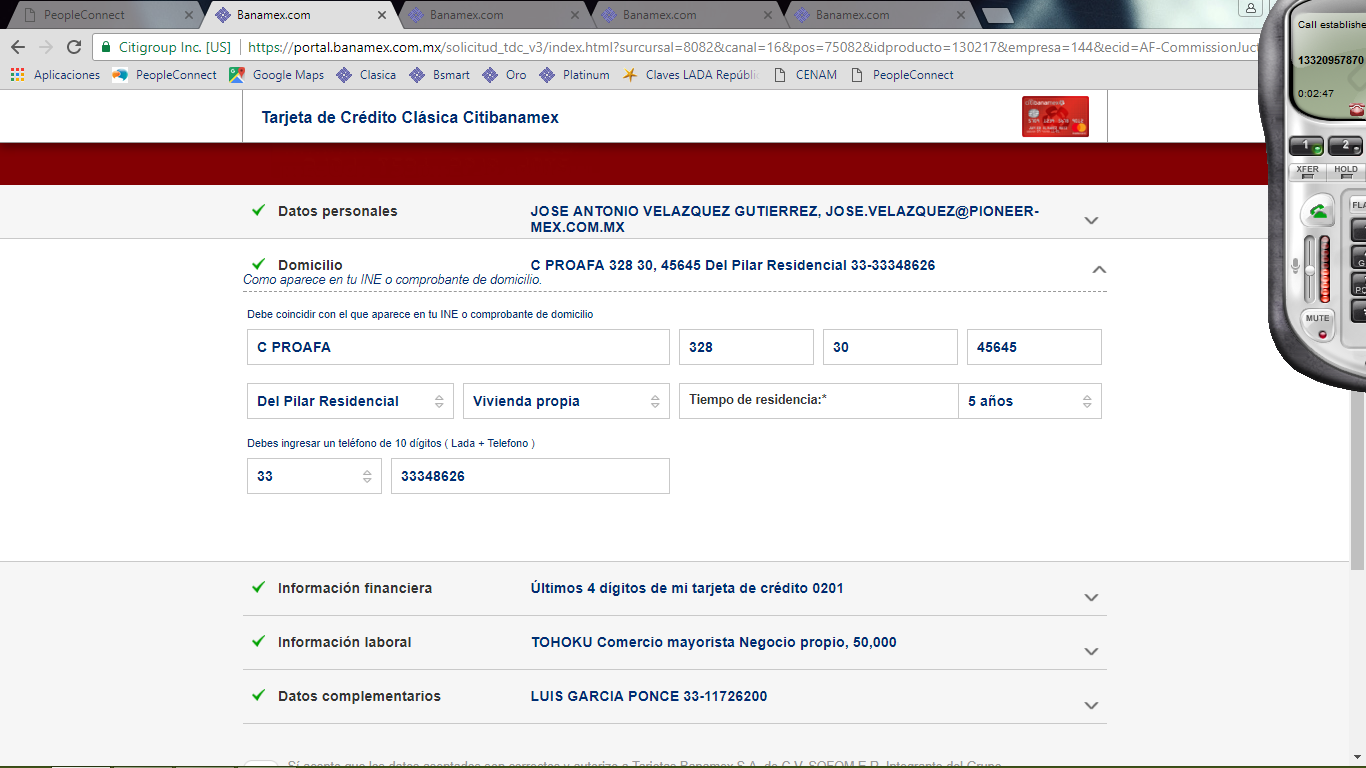 PeopleConnect Banamex.com Banamex.com Banamex.com Banamex.com
Citigroup Inc. [US] https://portal.banamex.com.mx/solicitud_tdc_v3/index.html?sursursal=8082&canal=16&pos=75082&idproducto=130217&empresa=144&ecid=AF-CommissionJuct
Aplicaciones PeopleConnect Google Maps Clasica Bsmart Oro Platinum Claves LADA Repúbli CENAM PeopleConnect
Call establishe
13320957870
0:02:47
1 2
XFER HOLD
FLA
MUTE
Tarjeta de Crédito Clásica Citibanamex
citibanamex
Datos personales JOSE ANTONIO VELAZQUEZ GUTIERREZ, JOSE.VELAZQUEZ@PIONEER-
MEX.COM.MX
Domicilio C PROAFA 328 30, 45645 Del Pilar Residencial 33-33348626
Como aparece en tu INE o comprobante de domicilio.
Debe coincidir con el que aparece en tu INE o comprobante de domicilio
C PROAFA 328 30 45645
Del Pilar Residencial Vivienda propia Tiempo de residencia:* 5 años
Debes ingresar un teléfono de 10 dígitos ( Lada + Telefono )
33 33348626
Información financiera Últimos 4 dígitos de mi tarjeta de crédito 0201
Información laboral TOHOKU Comercio mayorista Negocio propio, 50,000
Datos complementarios LUIS GARCIA PONCE 33-11726200